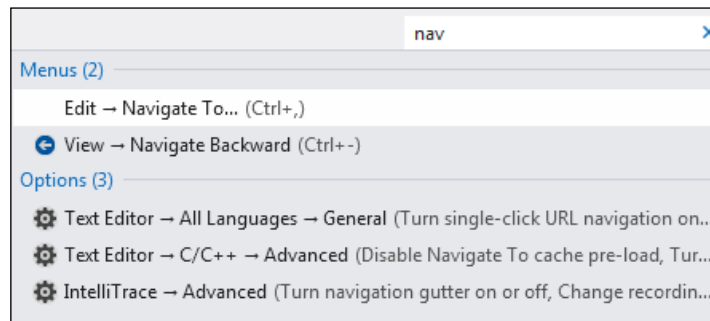 nav
Menus (2)
Edit → Navigate To... (Ctrl+,)
View → Navigate Backward (Ctrl+-)
Options (3)
Text Editor → All Languages → General (Turn single-click URL navigation on...
Text Editor → C/C++ → Advanced (Disable Navigate To cache pre-load, Tur...
IntelliTrace → Advanced (Turn navigation gutter on or off, Change recordin...